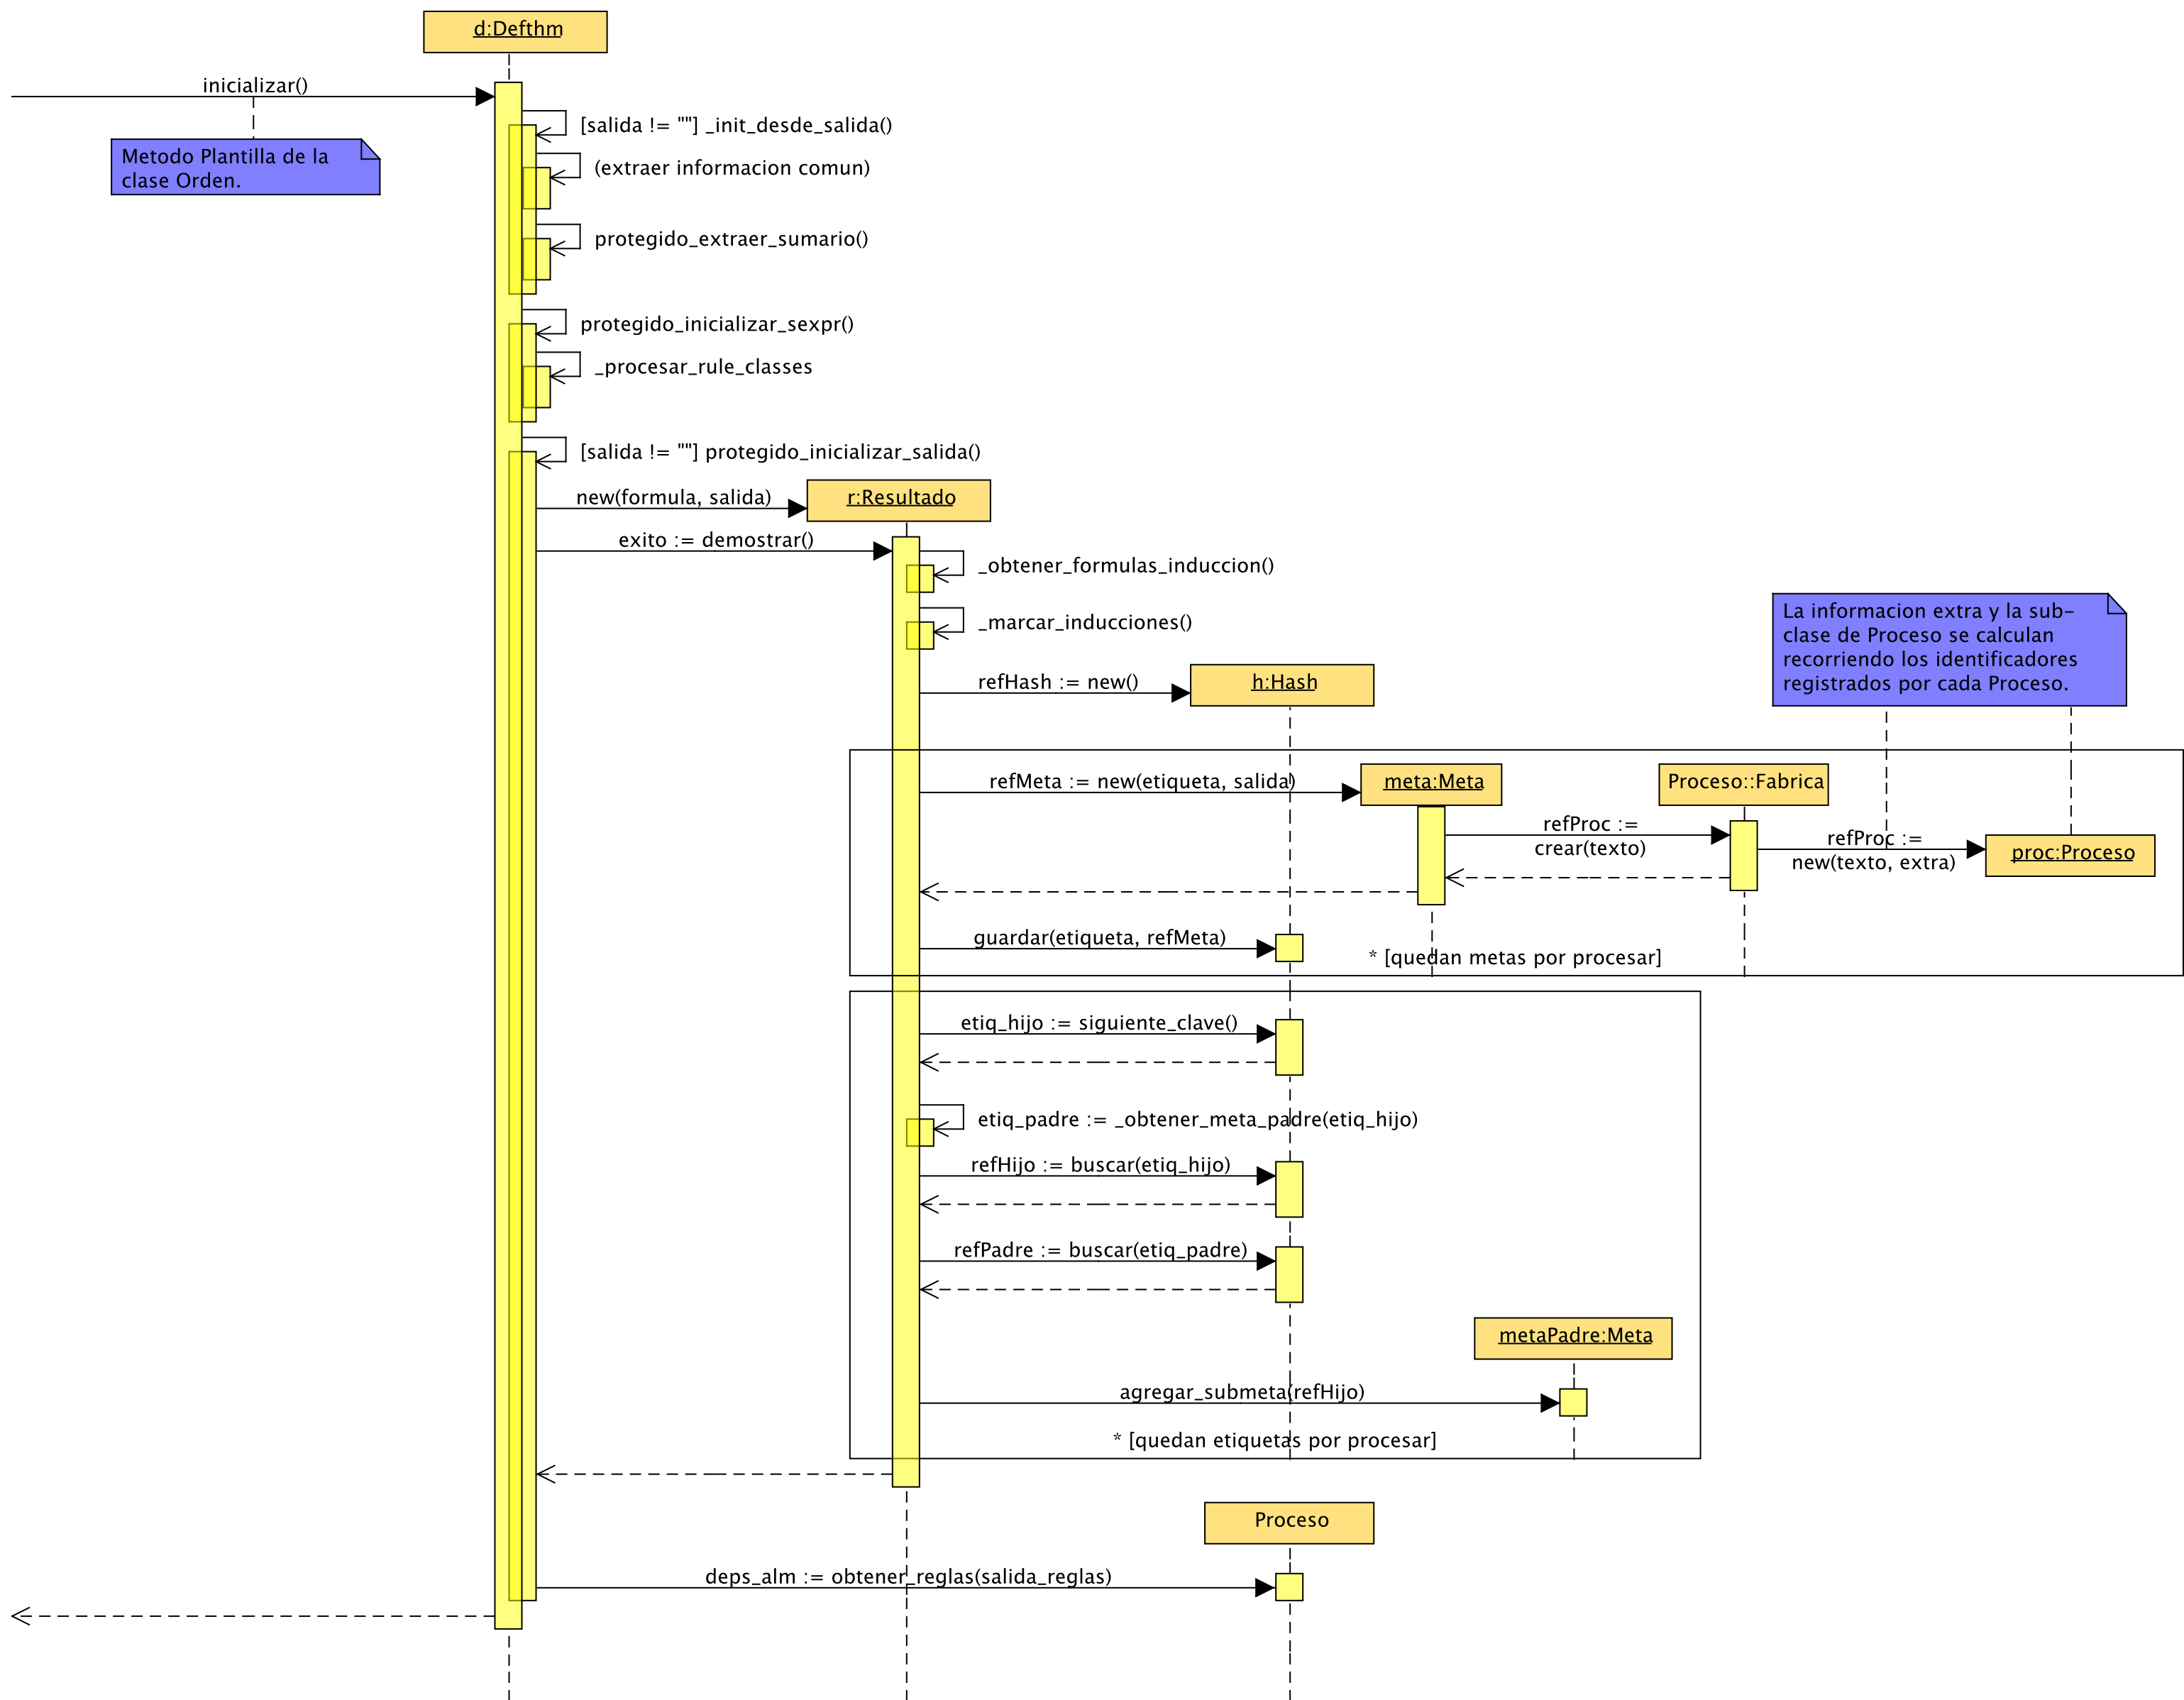 d:Defthm
inicializar()
Metodo Plantilla de la
clase Orden.
[salida != ""] _init_desde_salida()
(extraer informacion comun)
protegido_extraer_sumario()
protegido_inicializar_sexpr()
_procesar_rule_classes
[salida != ""] protegido_inicializar_salida()
new(formula, salida)
r:Resultado
exito := demostrar()
_obtener_formulas_induccion()
_marcar_inducciones()
La informacion extra y la sub-
clase de Proceso se calculan
recorriendo los identificadores
registrados por cada Proceso.
refHash := new()
h:Hash
refMeta := new(etiqueta, salida)
meta:Meta
Proceso::Fabrica
refProc :=
crear(texto)
refProc :=
new(texto, extra)
proc:Proceso
guardar(etiqueta, refMeta)
* [quedan metas por procesar]
etiq_hijo := siguiente_clave()
etiq_padre := _obtener_meta_padre(etiq_hijo)
refHijo := buscar(etiq_hijo)
refPadre := buscar(etiq_padre)
metaPadre:Meta
agregar_submeta(refHijo)
* [quedan etiquetas por procesar]
Proceso
deps_alm := obtener_reglas(salida_reglas)